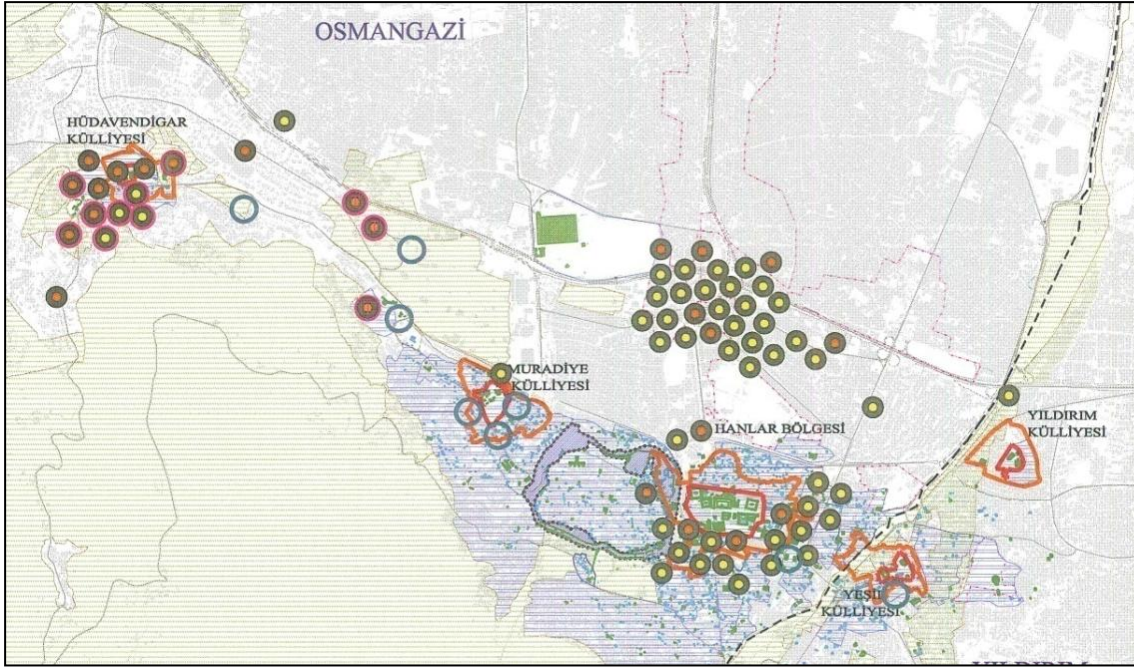 OSMANGAZİ
HÜDAVENDİGAR
KÜLLİYESİ
MURADİYE
KÜLLİYESİ
HANLAR BÖLGESİ
YILDIRIM
KÜLLİYESİ
YEŞİL
KÜLLİYESİ